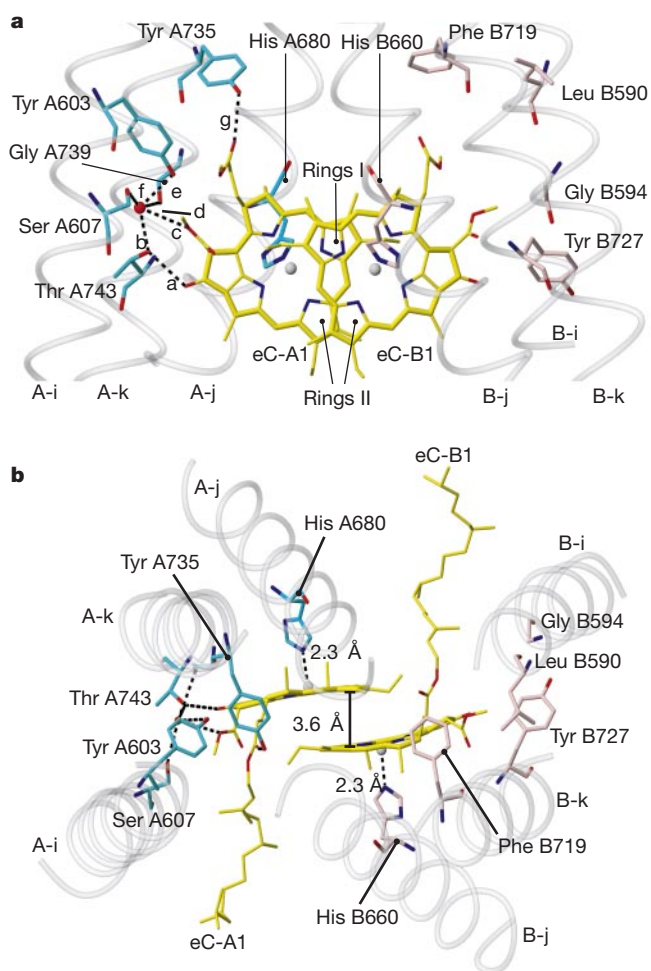 a
Tyr A735
His A680
His B660
Phe B719
Tyr A603
Leu B590
g
Gly A739
Rings I
f
e
d
Gly B594
Ser A607
c
b
Tyr B727
Thr A743
a
B-i
eC-A1
eC-B1
A-i
A-k
A-j
Rings II
B-j
B-k
b
eC-B1
A-j
His A680
B-i
Tyr A735
A-k
Gly B594
2.3 Å
Leu B590
Thr A743
3.6 Å
Tyr B727
Tyr A603
2.3 Å
B-k
Ser A607
Phe B719
A-i
His B660
B-j
eC-A1